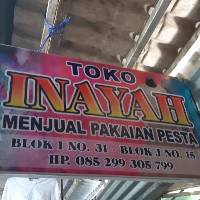 TOKO
INAYAH
MENJUAL PAKAIAN PESTA
BLOK I NO. 31 BLOK J NO. 16
HP. 085 299 305 799